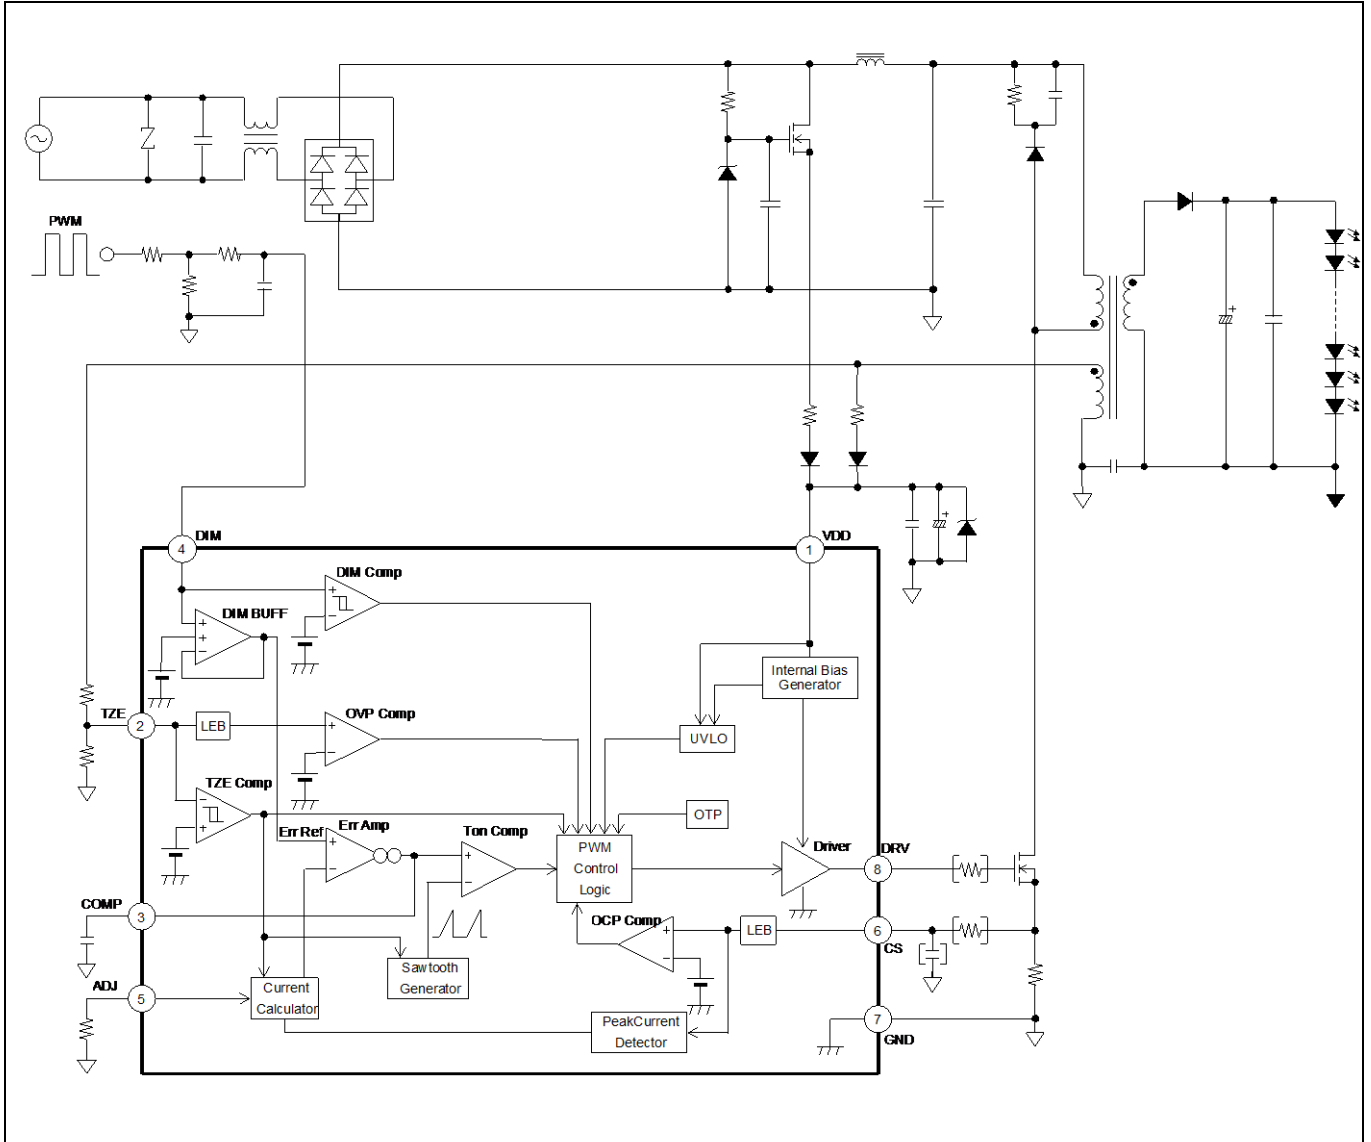 PWM
+
+
DIM
4
VDD
1
DIM Comp
+
−
DIM BUFF
+
+
−
Internal Bias
Generator
TZE
2
LEB
OVP Comp
+
−
UVLO
TZE Comp
−
+
OTP
Err Ref
Err Amp
+
−
Ton Comp
+
−
PWM
Control
Logic
Driver
DRV
8
COMP
3
OCP Comp
+
−
LEB
6
CS
ADJ
5
Current
Calculator
Sawtooth
Generator
PeakCurrent
Detector
7
GND